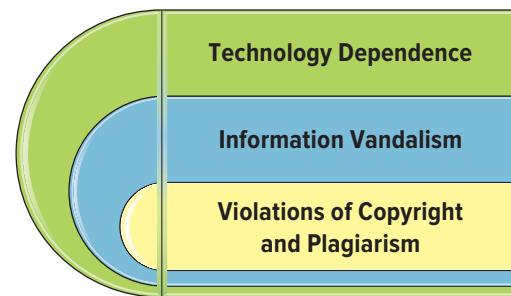 Technology Dependence
Information Vandalism
Violations of Copyright
and Plagiarism